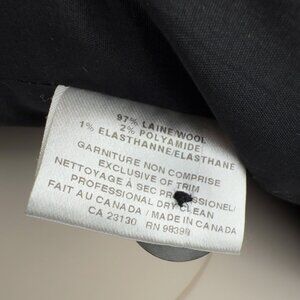 97% LAINE/WOOL
2% POLYAMIDE
1% ELASTHANNE/ELASTHANE
GARNITURE NON COMPRISE
EXCLUSIVE OF TRIM
NETTOYAGE À SEC PROFESSIONEL/
PROFESSIONAL DRY CLEAN
FAIT AU CANADA / MADE IN CANADA
CA 23130 RN